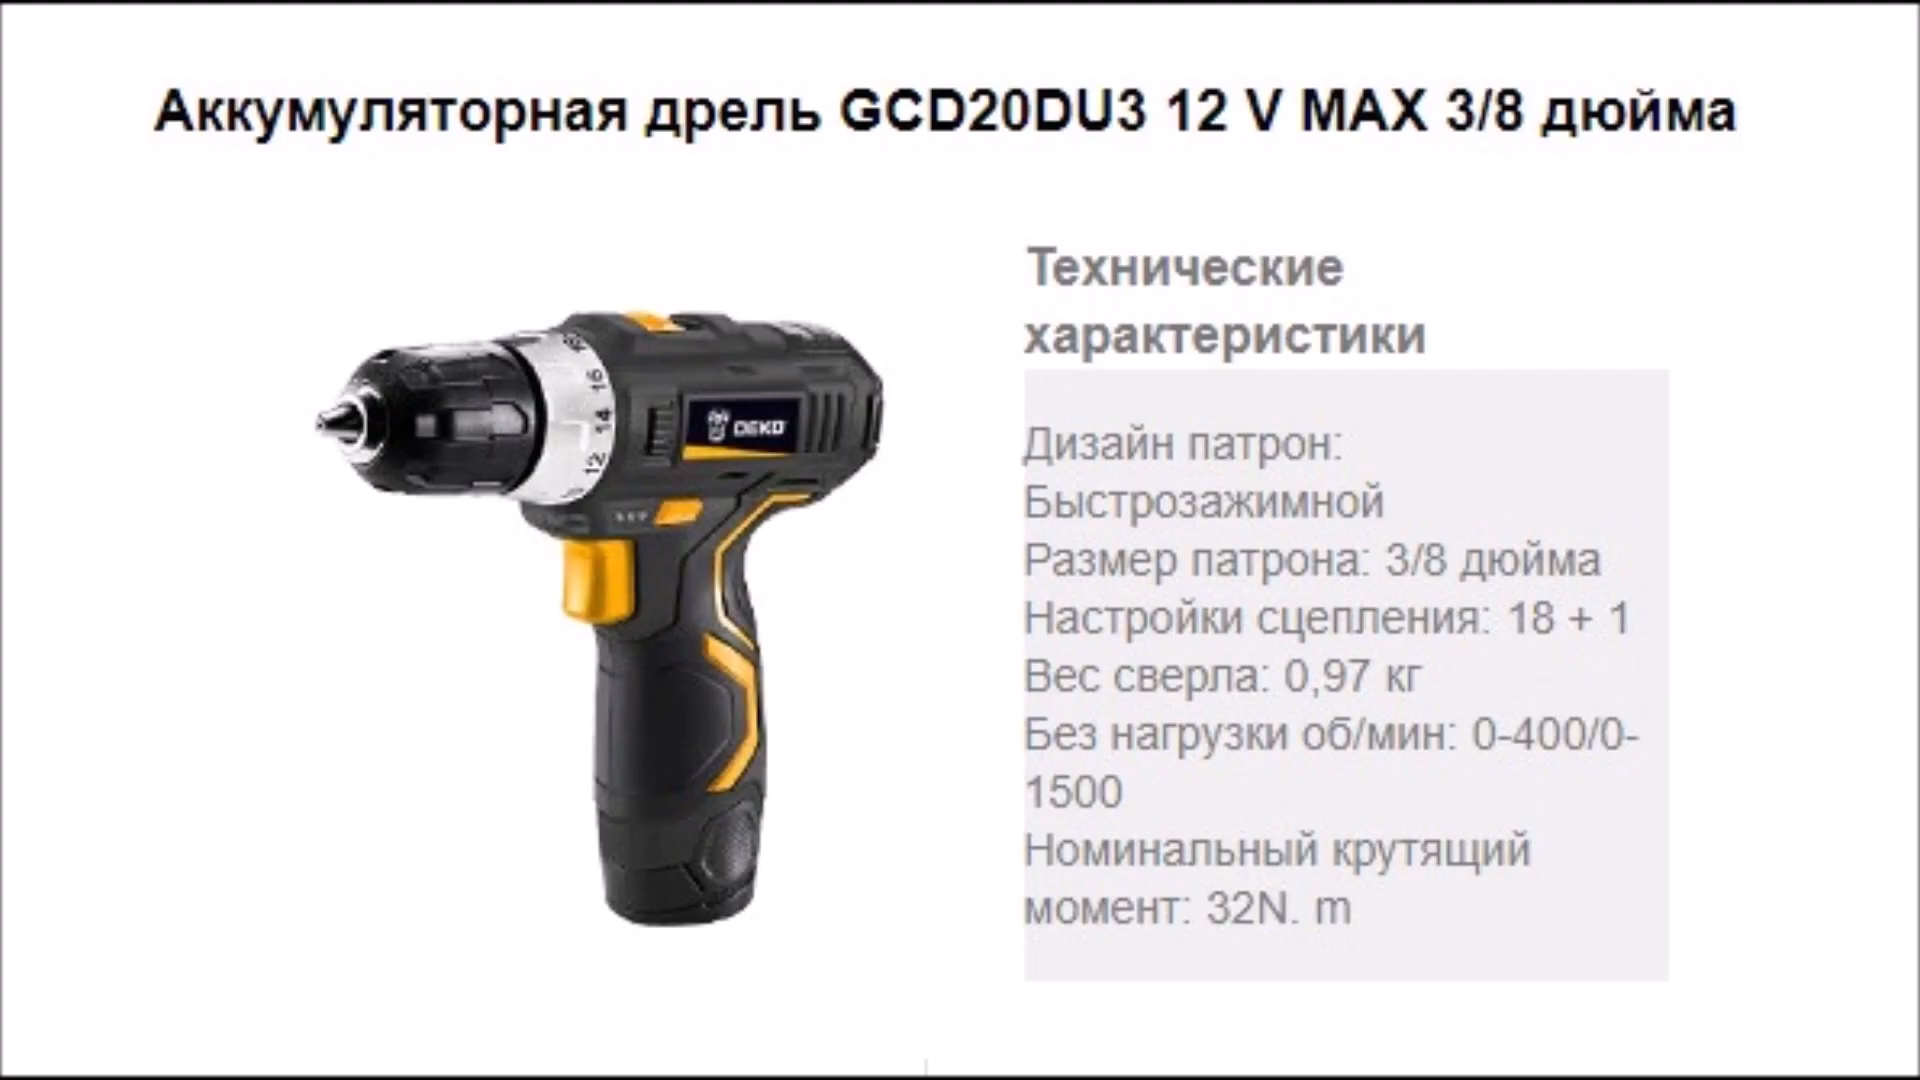 Аккумуляторная дрель GCD20DU3 12 V MAX 3/8 дюйма
Технические
характеристики
Дизайн патрон:
Быстрозажимной
Размер патрона: 3/8 дюйма
Настройки сцепления: 18 + 1
Вес сверла: 0,97 кг
Без нагрузки об/мин: 0-400/0-
1500
Номинальный крутящий
момент: 32N. m
16
14
12
DEKO